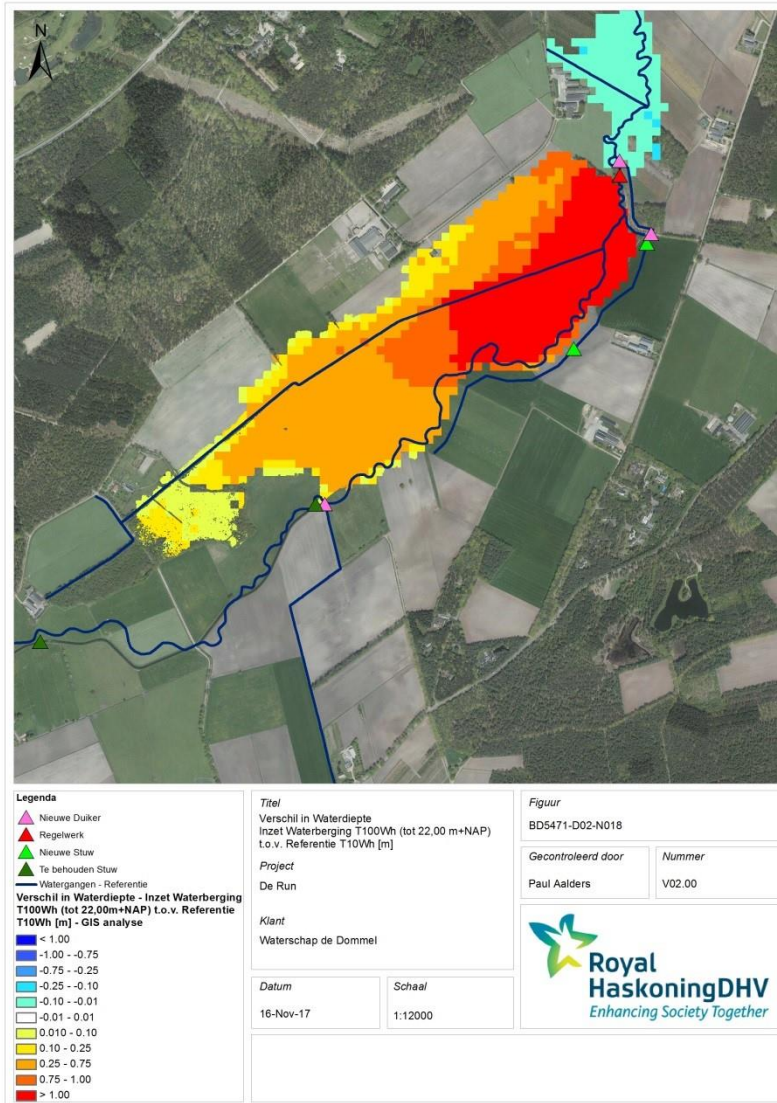 N
Legenda
Nieuwe Duiker
Regelwerk
Nieuwe Stuw
Te behouden Stuw
Watergangen - Referentie
Verschil in Waterdiepte - Inzet Waterberging
T100Wh (tot 22,00m+NAP) t.o.v. Referentie
T10Wh [m] - GIS analyse
< 1.00
-1.00 - -0.75
-0.75 - -0.25
-0.25 - -0.10
-0.10 - -0.01
-0.01 - 0.01
0.010 - 0.10
0.10 - 0.25
0.25 - 0.75
0.75 - 1.00
> 1.00
Titel
Verschil in Waterdiepte
Inzet Waterberging T100Wh (tot 22,00 m+NAP)
t.o.v. Referentie T10Wh [m]
Project
De Run
Klant
Waterschap de Dommel
Datum
16-Nov-17
Schaal
1:12000
Figuur
BD5471-D02-N018
Gecontroleerd door
Paul Aalders
Nummer
V02.00
Royal
HaskoningDHV
Enhancing Society Together